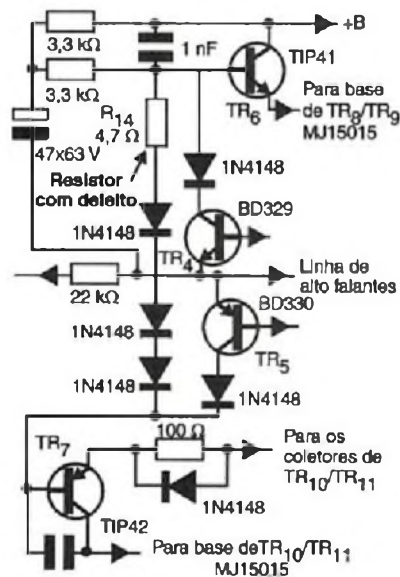 3,3 kΩ
+B
1 nF
TIP41
3,3 kΩ
TR6
Para base
de TR8/TR9
MJ15015
R14
4,7 Ω
47x63 V
1N4148
Resistor
com defeito
BD329
1N4148
TR4
Linha de
alto falantes
22 kΩ
BD330
1N4148
TR5
1N4148
1N4148
100 Ω
TR7
Para os
coletores de
TR10/TR11
1N4148
TIP42
Para base de TR10/TR11
MJ15015